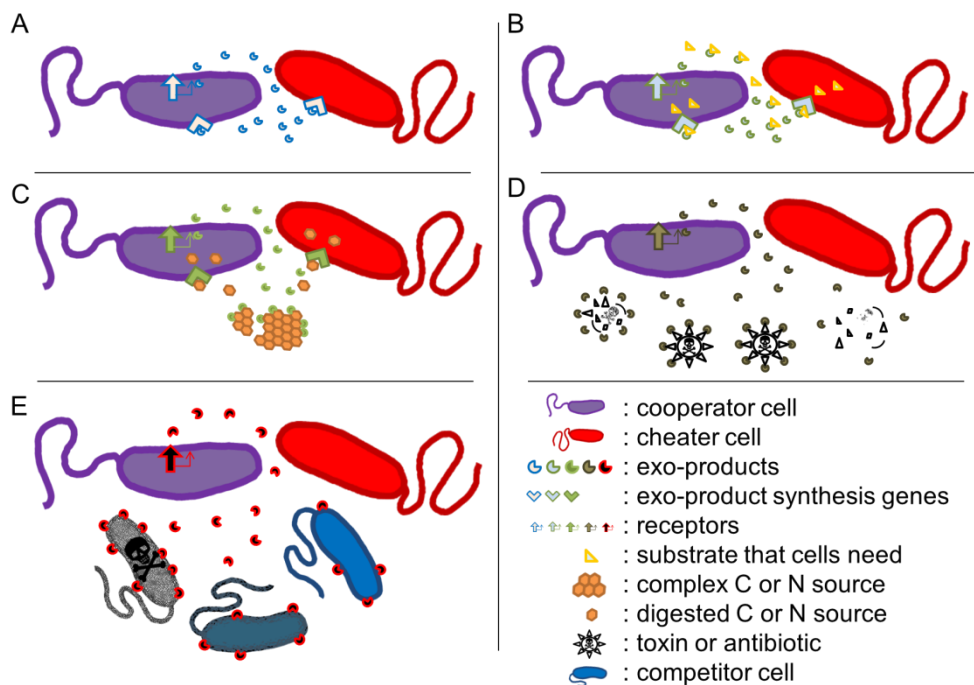 A
B
C
D
E
: cooperator cell
: cheater cell
: exo-products
: exo-product synthesis genes
: receptors
: substrate that cells need
: complex C or N source
: digested C or N source
: toxin or antibiotic
: competitor cell